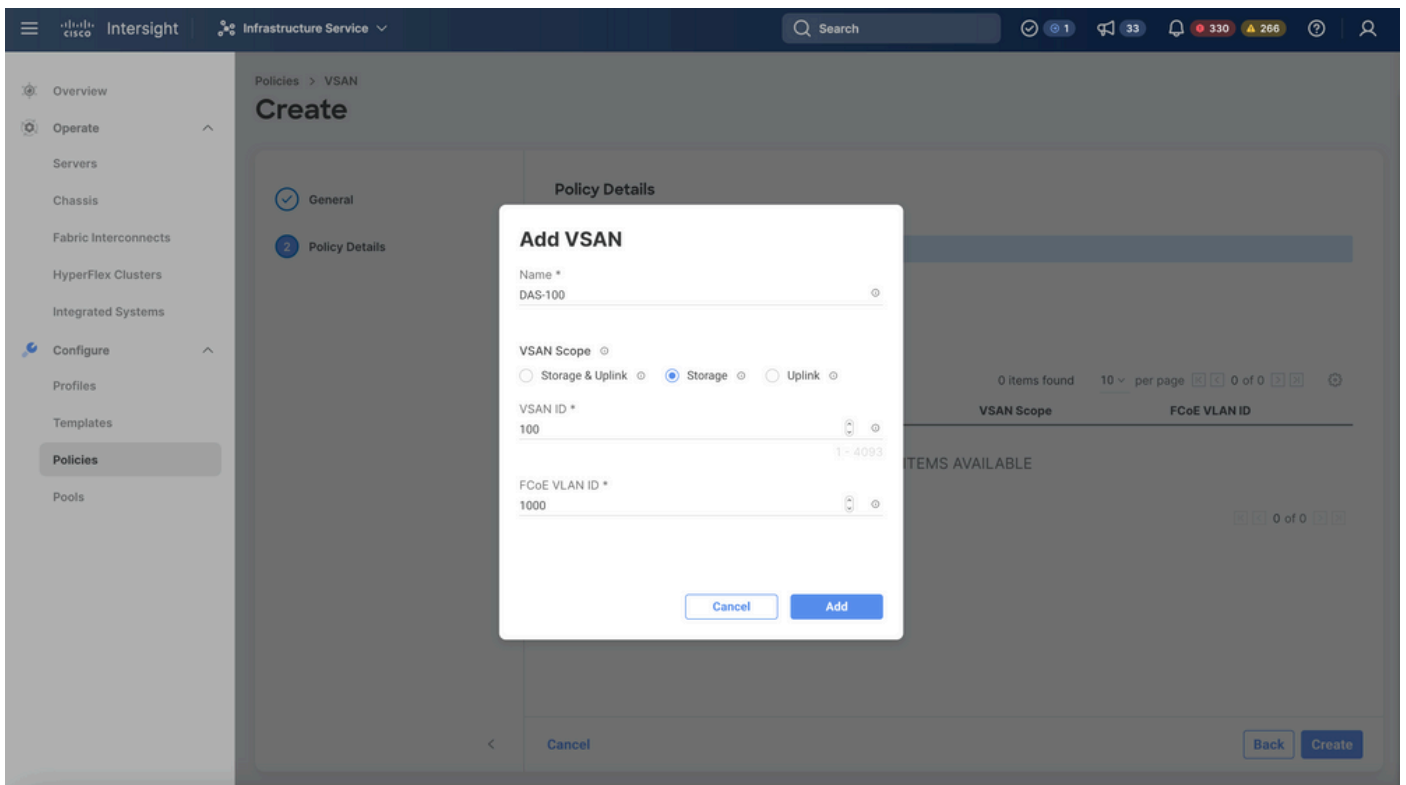 cisco Intersight Infrastructure Service Search 1 33 330 266
Overview
Operate
Servers
Chassis
Fabric Interconnects
HyperFlex Clusters
Integrated Systems
Configure
Profiles
Templates
Policies
Pools
Policies > VSAN
Create
General
2 Policy Details
Policy Details
Add VSAN
Name *
DAS-100
VSAN Scope
Storage & Uplink Storage Uplink
VSAN ID *
100
1 - 4093
FCoE VLAN ID *
1000
Cancel Add
0 items found 10 per page 0 of 0
VSAN Scope FCoE VLAN ID
ITEMS AVAILABLE
0 of 0
Cancel Back Create